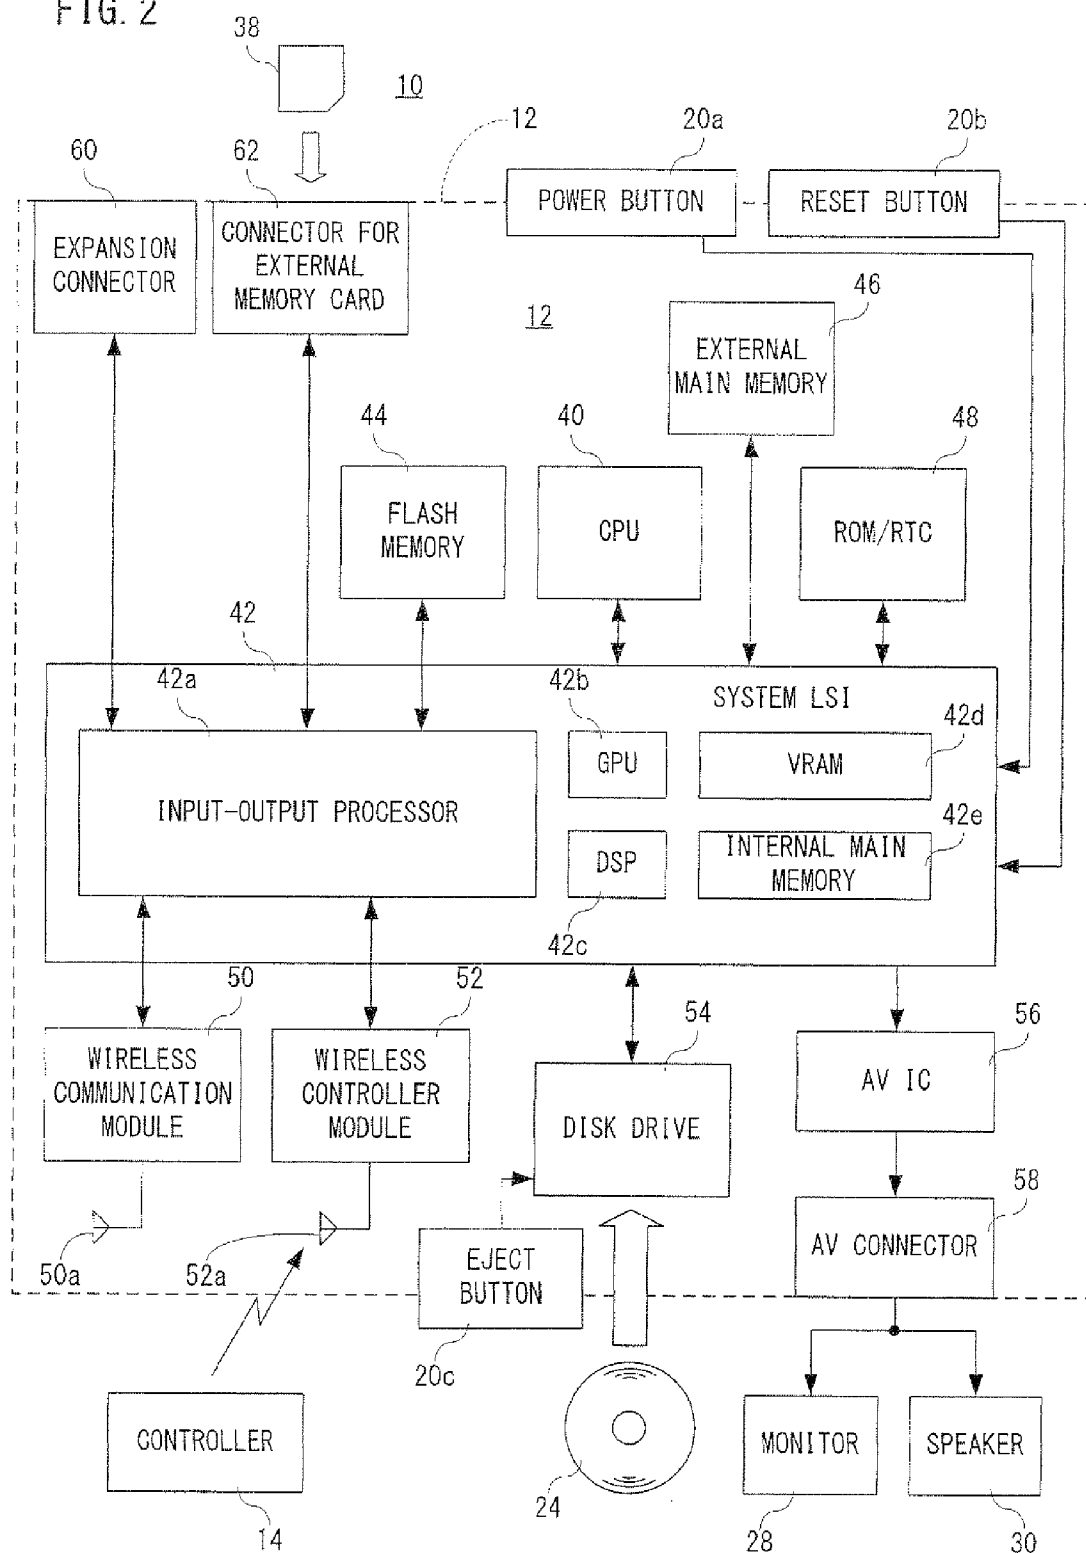 FIG. 2
38
10
12
20a
20b
60
62
POWER BUTTON
RESET BUTTON
EXPANSION
CONNECTOR
CONNECTOR FOR
EXTERNAL
MEMORY CARD
12
46
EXTERNAL
MAIN MEMORY
44
40
48
FLASH
MEMORY
CPU
ROM/RTC
42
42a
42b
SYSTEM LSI
42d
INPUT-OUTPUT PROCESSOR
GPU
VRAM
42e
DSP
INTERNAL MAIN
MEMORY
42c
50
52
54
56
WIRELESS
COMMUNICATION
MODULE
WIRELESS
CONTROLLER
MODULE
DISK DRIVE
AV IC
58
50a
52a
EJECT
BUTTON
AV CONNECTOR
20c
CONTROLLER
MONITOR
SPEAKER
14
24
28
30